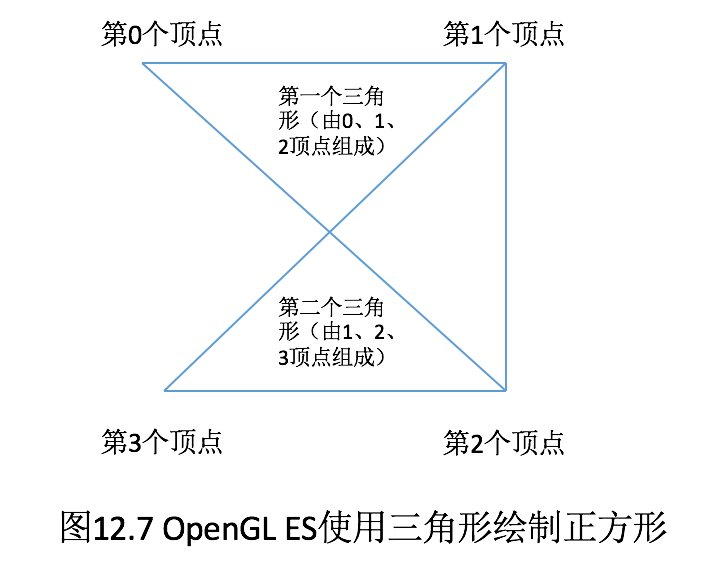 第0个顶点
第1个顶点
第一个三角
形（由0、1、
2顶点组成）
第二个三角
形（由1、2、
3顶点组成）
第3个顶点
第2个顶点
图12.7 OpenGL ES使用三角形绘制正方形